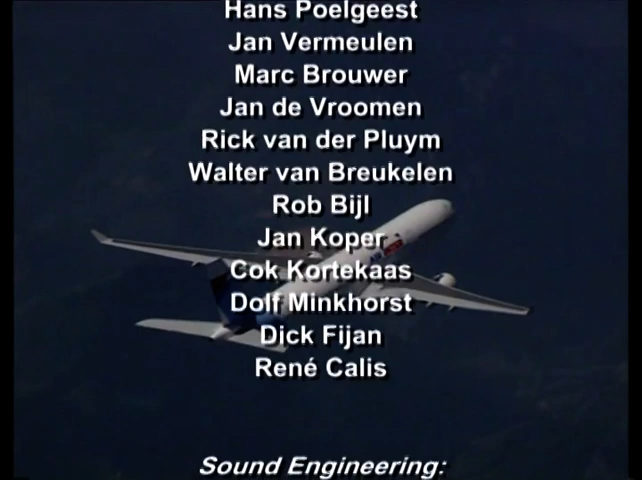 Hans Poelgeest
Jan Vermeulen
Marc Brouwer
Jan de Vroomen
Rick van der Pluym
Walter van Breukelen
Rob Bijl
Jan Koper
Cok Kortekaas
Dolf Minkhorst
Dick Fijan
René Calis
Sound Engineering: